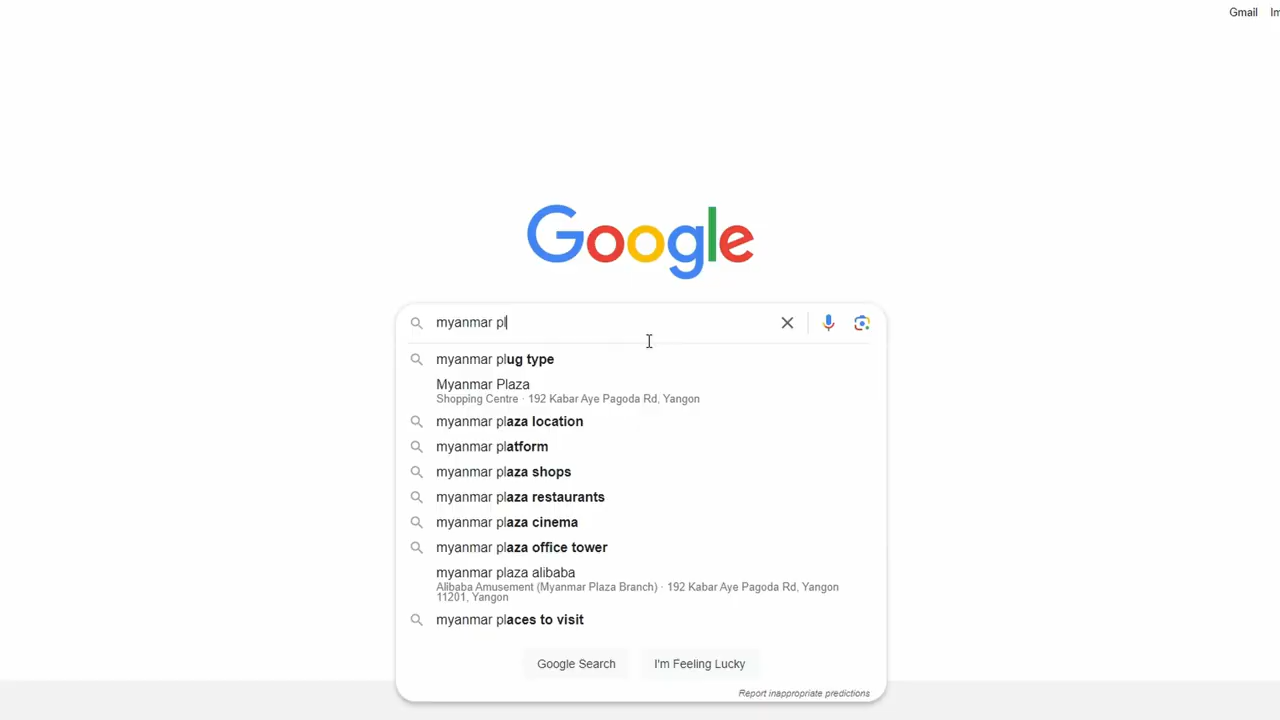 Gmail
Google
myanmar pl
myanmar plug type
Myanmar Plaza
Shopping Centre · 192 Kabar Aye Pagoda Rd, Yangon
myanmar plaza location
myanmar platform
myanmar plaza shops
myanmar plaza restaurants
myanmar plaza cinema
myanmar plaza office tower
myanmar plaza alibaba
Alibaba Amusement (Myanmar Plaza Branch) · 192 Kabar Aye Pagoda Rd, Yangon
11201, Yangon
myanmar places to visit
Google Search I'm Feeling Lucky
Report inappropriate predictions